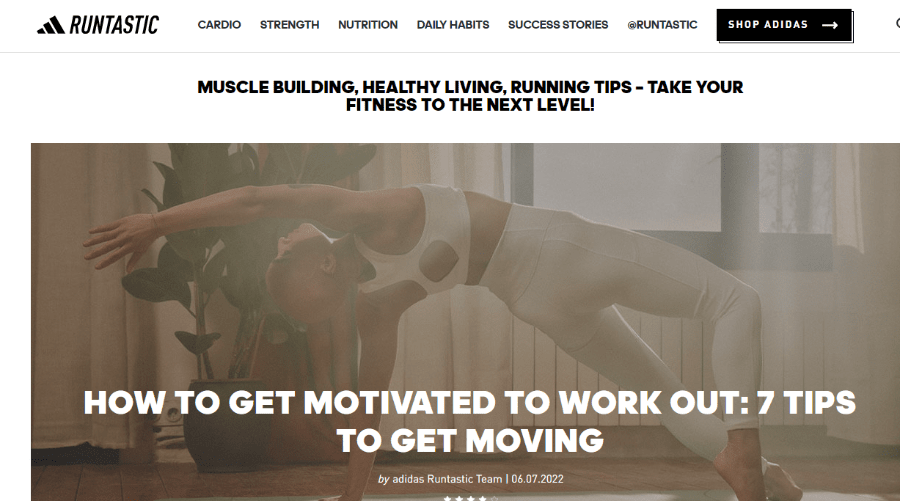 RUNTASTIC
CARDIO STRENGTH NUTRITION DAILY HABITS SUCCESS STORIES @RUNTASTIC SHOP ADIDAS
MUSCLE BUILDING, HEALTHY LIVING, RUNNING TIPS – TAKE YOUR
FITNESS TO THE NEXT LEVEL!
HOW TO GET MOTIVATED TO WORK OUT: 7 TIPS
TO GET MOVING
by adidas Runtastic Team | 06.07.2022